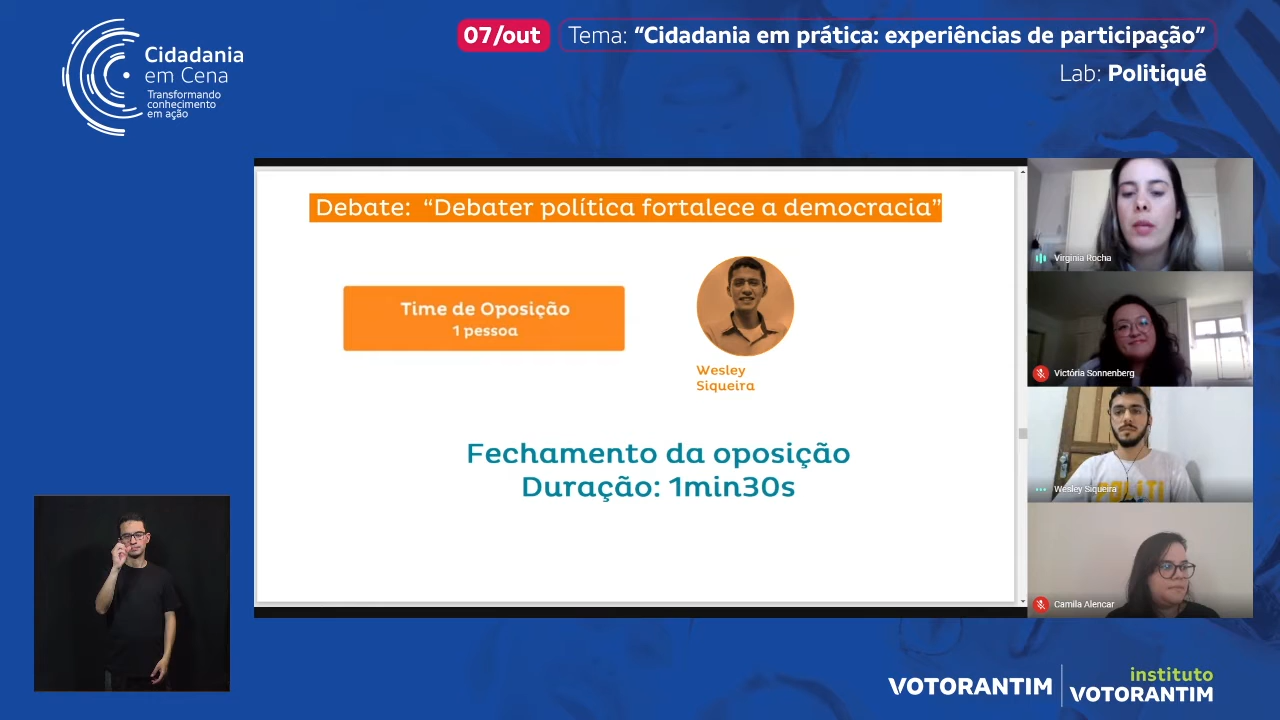 Cidadania
em Cena
Transformando
conhecimento
em ação
07/out Tema: “Cidadania em prática: experiências de participação”
Lab: Politiquê
Debate: “Debater política fortalece a democracia”
Time de Oposição
1 pessoa
Wesley
Siqueira
Fechamento da oposição
Duração: 1min30s
Virgínia Rocha
Victória Sonnenberg
POLITI
Wesley Siqueira
Camila Alencar
VOTORANTIM
instituto
VOTORANTIM